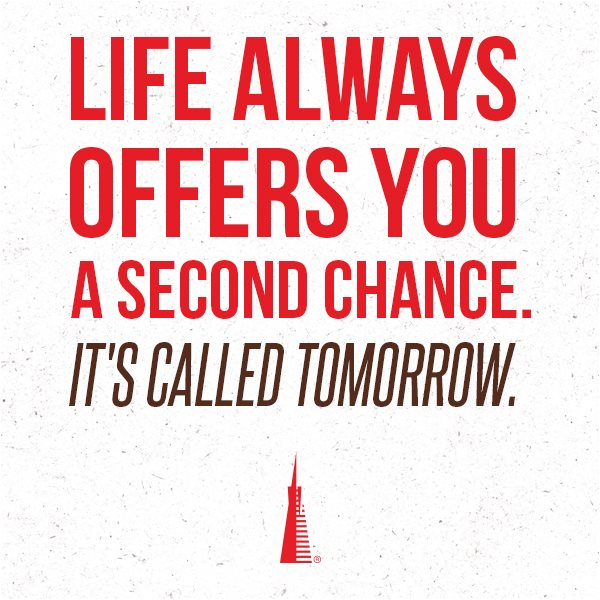 LIFE ALWAYS
OFFERS YOU
A SECOND CHANCE.
IT'S CALLED TOMORROW.
®